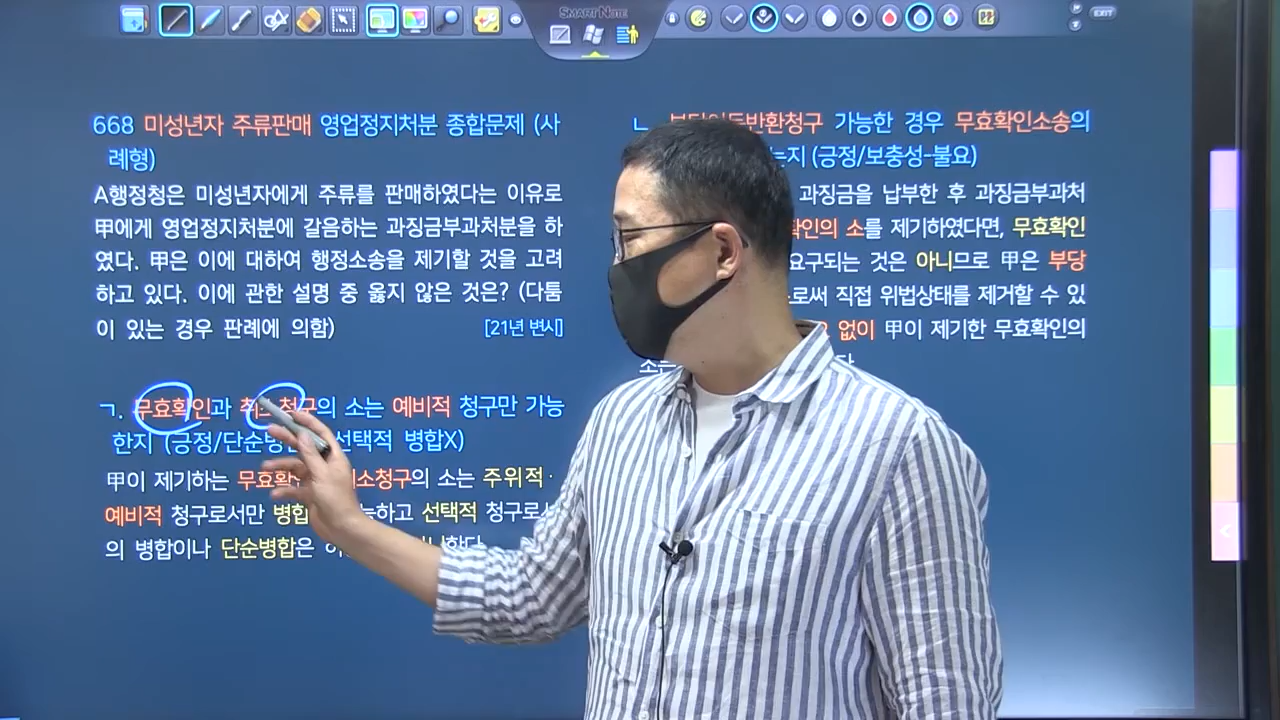 SMART NOTE
EXIT
668 미성년자 주류판매 영업정지처분 종합문제 (사
례형)
A행정청은 미성년자에게 주류를 판매하였다는 이유로
甲에게 영업정지처분에 갈음하는 과징금부과처분을 하
였다. 甲은 이에 대하여 행정소송을 제기할 것을 고려
하고 있다. 이에 관한 설명 중 옳지 않은 것은? (다툼
이 있는 경우 판례에 의함) [21년 변시]
ㄱ. 무효확인과 취소청구의 소는 예비적 청구만 가능
한지 (긍정/단순병합 선택적 병합X)
甲이 제기하는 무효확 소청구의 소는 주위적·
예비적 청구로서만 병합 능하고 선택적 청구로
의 병합이나 단순병합은
ㄴ. 반환청구 가능한 경우 무효확인소송의
는지 (긍정/보충성-불요)
과징금을 납부한 후 과징금부과처
확인의 소를 제기하였다면, 무효확인
요구되는 것은 아니므로 甲은 부당
로써 직접 위법상태를 제거할 수 있
없이 甲이 제기한 무효확인의
소는